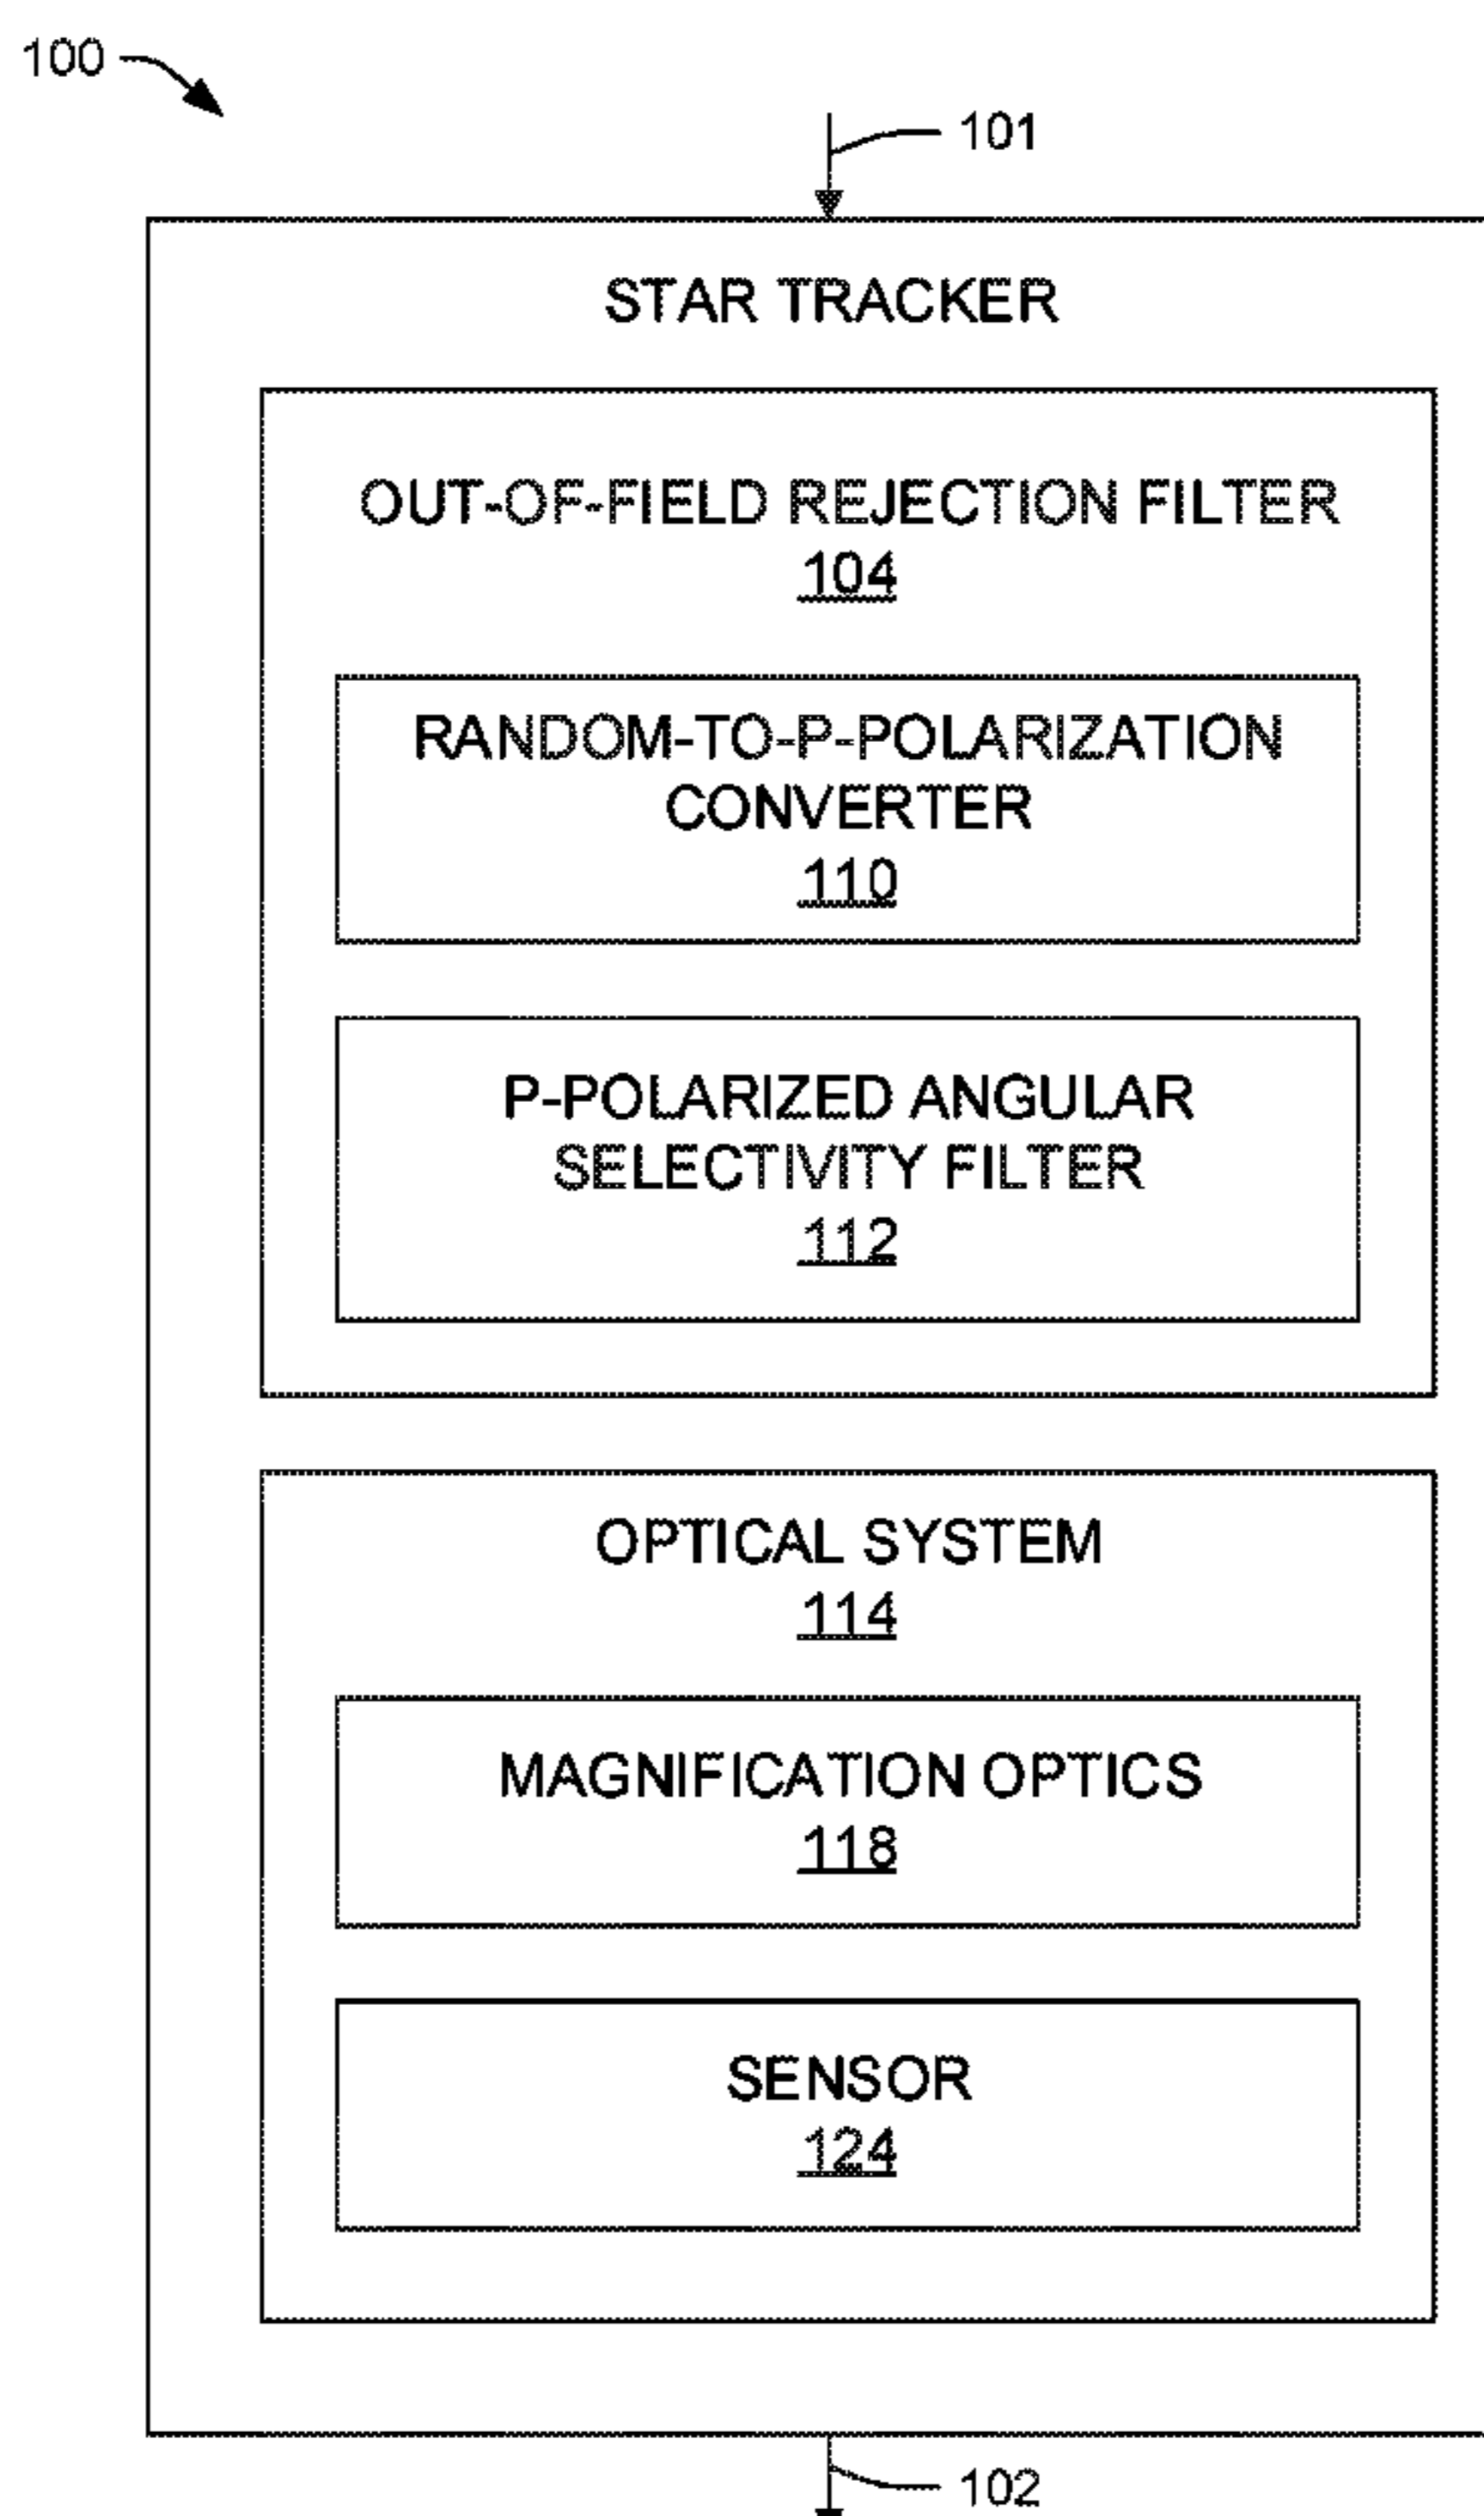 100
101
STAR TRACKER
OUT-OF-FIELD REJECTION FILTER
104
RANDOM-TO-P-POLARIZATION
CONVERTER
110
P-POLARIZED ANGULAR
SELECTIVITY FILTER
112
OPTICAL SYSTEM
114
MAGNIFICATION OPTICS
118
SENSOR
124
102